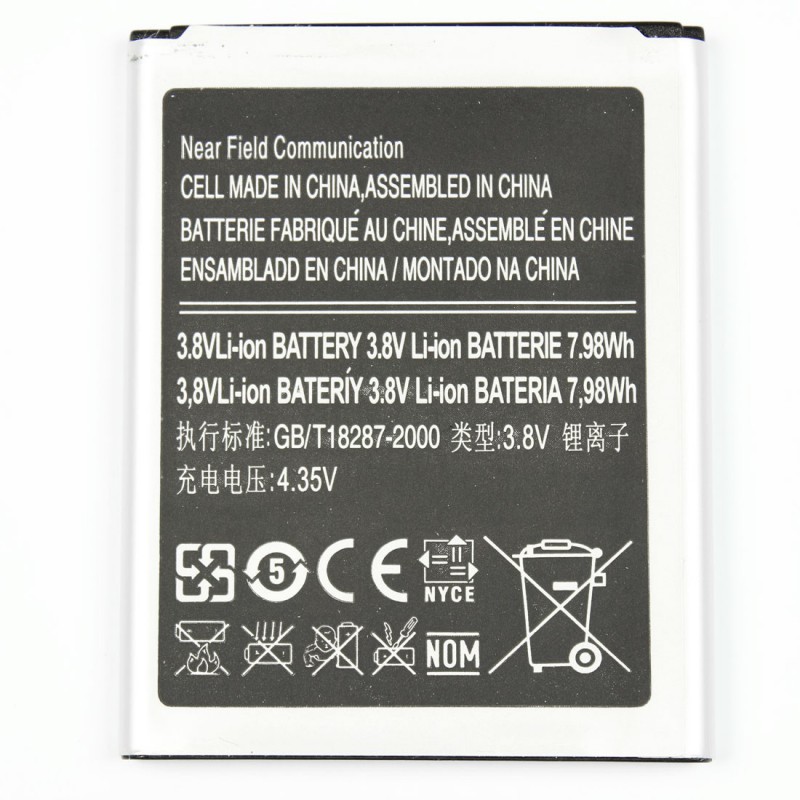 Near Field Communication
CELL MADE IN CHINA,ASSEMBLED IN CHINA
BATTERIE FABRIQUÉ AU CHINE,ASSEMBLÉ EN CHINE
ENSAMBLADD EN CHINA / MONTADO NA CHINA
3.8VLi-ion BATTERY 3.8V Li-ion BATTERIE 7.98Wh
3,8VLi-ion BATERÍY 3.8V Li-ion BATERIA 7,98Wh
执行标准:GB/T18287-2000 类型:3.8V 锂离子
充电电压:4.35V
5 CE NYCE
NOM